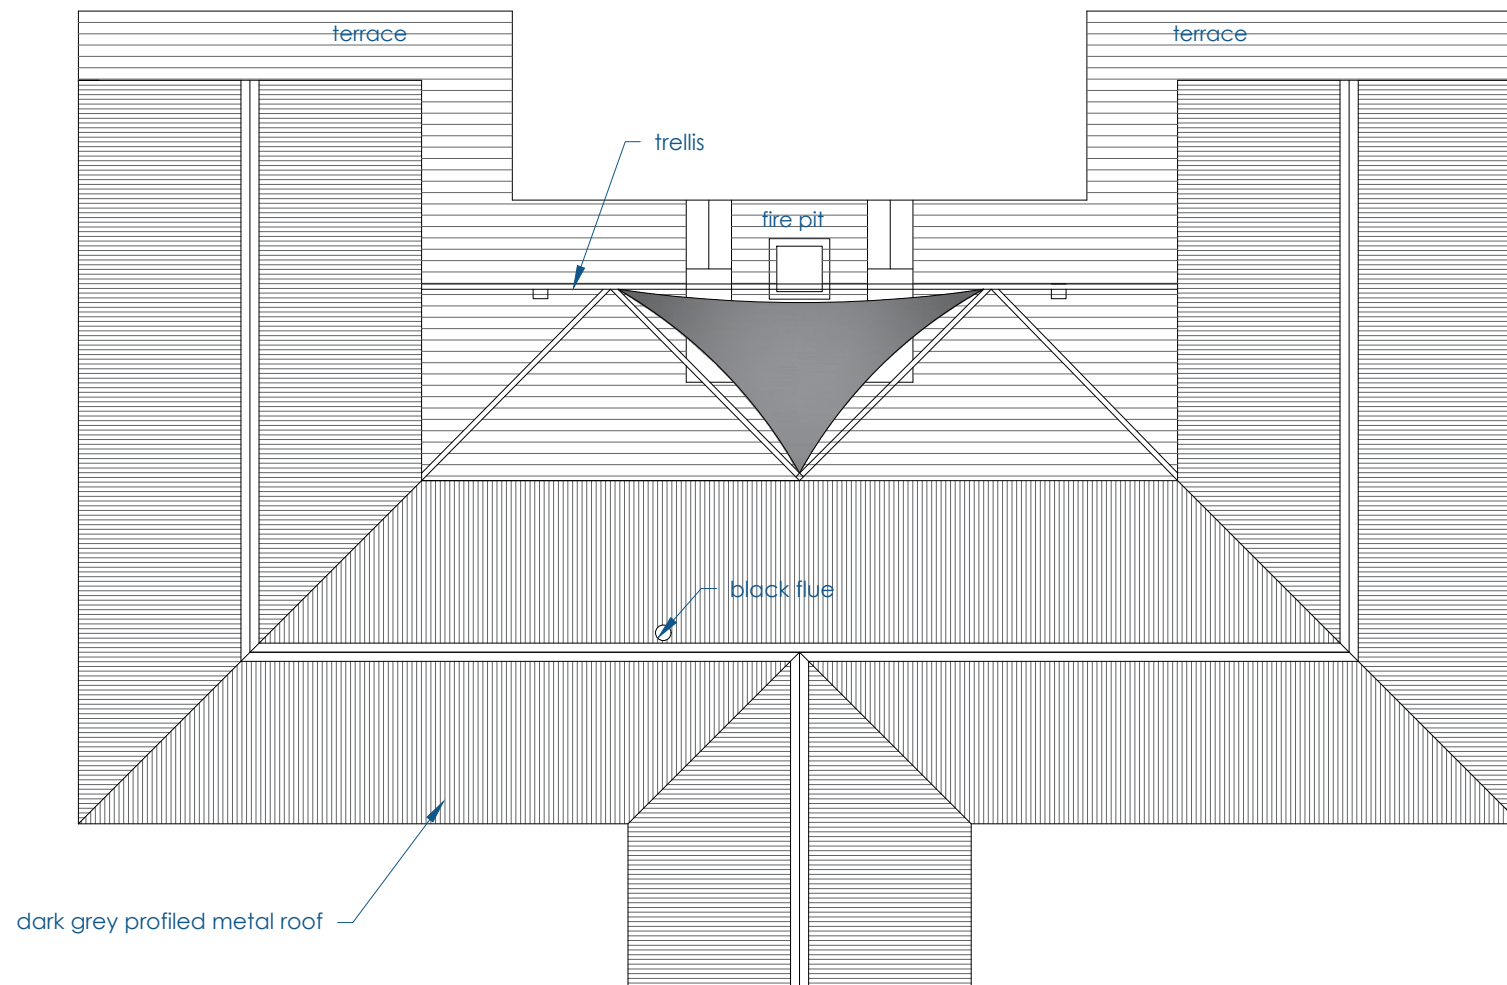 terrace
terrace
trellis
fire pit
black flue
dark grey profiled metal roof